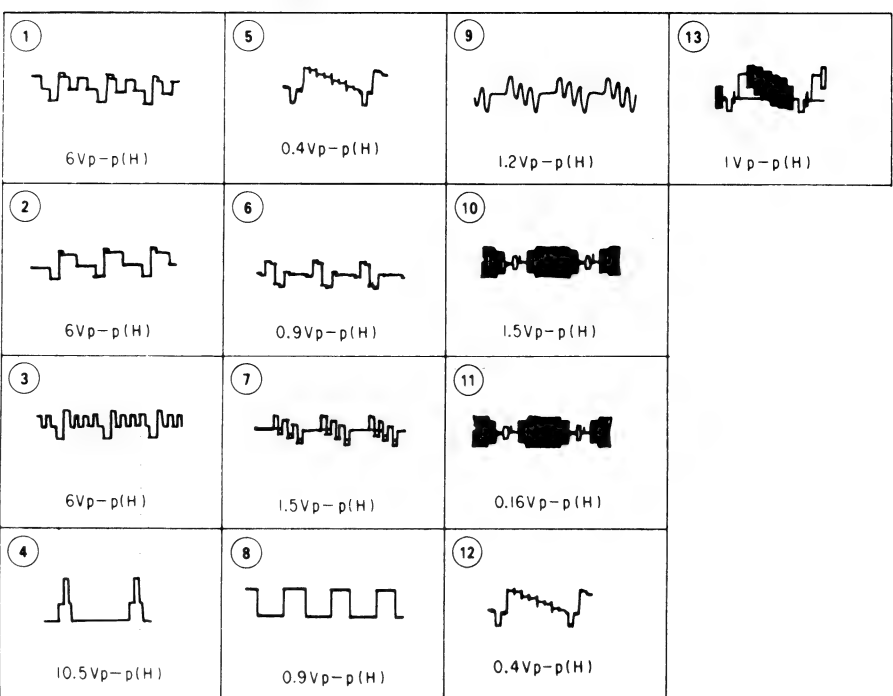 1
5
9
13
6Vp-p(H)
0.4Vp-p(H)
1.2Vp-p(H)
1Vp-p(H)
2
6
10
6Vp-p(H)
0.9Vp-p(H)
1.5Vp-p(H)
3
7
11
6Vp-p(H)
1.5Vp-p(H)
0.16Vp-p(H)
4
8
12
10.5Vp-p(H)
0.9Vp-p(H)
0.4Vp-p(H)